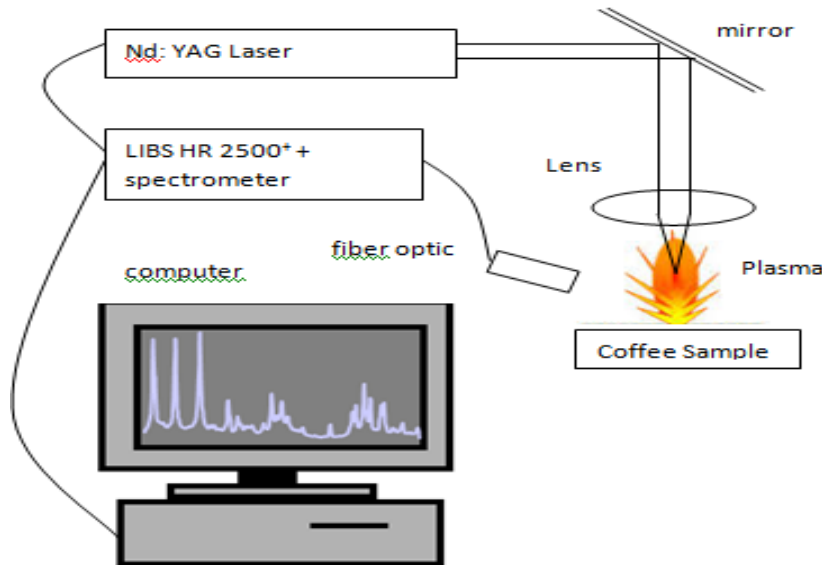 mirror
Nd: YAG Laser
LIBS HR 2500⁺ +
spectrometer
Lens
fiber optic
computer
Plasma
Coffee Sample